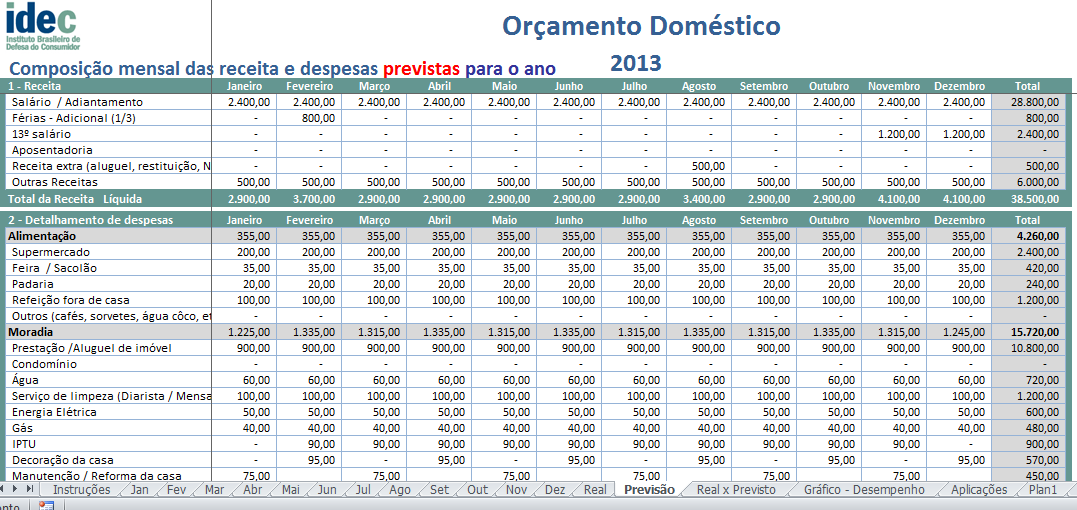 idec
Instituto Brasileiro de
Defesa do Consumidor
Orçamento Doméstico
Composição mensal das receita e despesas previstas para o ano 2013
1 - Receita Janeiro Fevereiro Março Abril Maio Junho Julho Agosto Setembro Outubro Novembro Dezembro Total
Salário / Adiantamento 2.400,00 2.400,00 2.400,00 2.400,00 2.400,00 2.400,00 2.400,00 2.400,00 2.400,00 2.400,00 2.400,00 2.400,00 28.800,00
Férias - Adicional (1/3) - 800,00 - - - - - - - - - - 800,00
13º salário - - - - - - - - - - 1.200,00 1.200,00 2.400,00
Aposentadoria - - - - - - - - - - - - -
Receita extra (aluguel, restituição, N - - - - - - - 500,00 - - - - 500,00
Outras Receitas 500,00 500,00 500,00 500,00 500,00 500,00 500,00 500,00 500,00 500,00 500,00 500,00 6.000,00
Total da Receita Líquida 2.900,00 3.700,00 2.900,00 2.900,00 2.900,00 2.900,00 2.900,00 3.400,00 2.900,00 2.900,00 4.100,00 4.100,00 38.500,00
2 - Detalhamento de despesas Janeiro Fevereiro Março Abril Maio Junho Julho Agosto Setembro Outubro Novembro Dezembro Total
Alimentação 355,00 355,00 355,00 355,00 355,00 355,00 355,00 355,00 355,00 355,00 355,00 355,00 4.260,00
Supermercado 200,00 200,00 200,00 200,00 200,00 200,00 200,00 200,00 200,00 200,00 200,00 200,00 2.400,00
Feira / Sacolão 35,00 35,00 35,00 35,00 35,00 35,00 35,00 35,00 35,00 35,00 35,00 35,00 420,00
Padaria 20,00 20,00 20,00 20,00 20,00 20,00 20,00 20,00 20,00 20,00 20,00 20,00 240,00
Refeição fora de casa 100,00 100,00 100,00 100,00 100,00 100,00 100,00 100,00 100,00 100,00 100,00 100,00 1.200,00
Outros (cafés, sorvetes, água côco, et - - - - - - - - - - - - -
Moradia 1.225,00 1.335,00 1.315,00 1.335,00 1.315,00 1.335,00 1.315,00 1.335,00 1.315,00 1.335,00 1.315,00 1.245,00 15.720,00
Prestação /Aluguel de imóvel 900,00 900,00 900,00 900,00 900,00 900,00 900,00 900,00 900,00 900,00 900,00 900,00 10.800,00
Condomínio - - - - - - - - - - - - -
Água 60,00 60,00 60,00 60,00 60,00 60,00 60,00 60,00 60,00 60,00 60,00 60,00 720,00
Serviço de limpeza (Diarista / Mensa 100,00 100,00 100,00 100,00 100,00 100,00 100,00 100,00 100,00 100,00 100,00 100,00 1.200,00
Energia Elétrica 50,00 50,00 50,00 50,00 50,00 50,00 50,00 50,00 50,00 50,00 50,00 50,00 600,00
Gás 40,00 40,00 40,00 40,00 40,00 40,00 40,00 40,00 40,00 40,00 40,00 40,00 480,00
IPTU - 90,00 90,00 90,00 90,00 90,00 90,00 90,00 90,00 90,00 90,00 - 900,00
Decoração da casa - 95,00 - 95,00 - 95,00 - 95,00 - 95,00 - 95,00 570,00
Manutenção / Reforma da casa 75,00 75,00 75,00 75,00 75,00 75,00 450,00
Instruções Jan Fev Mar Abr Mai Jun Jul Ago Set Out Nov Dez Real Previsão Real x Previsto Gráfico - Desempenho Aplicações Plan1